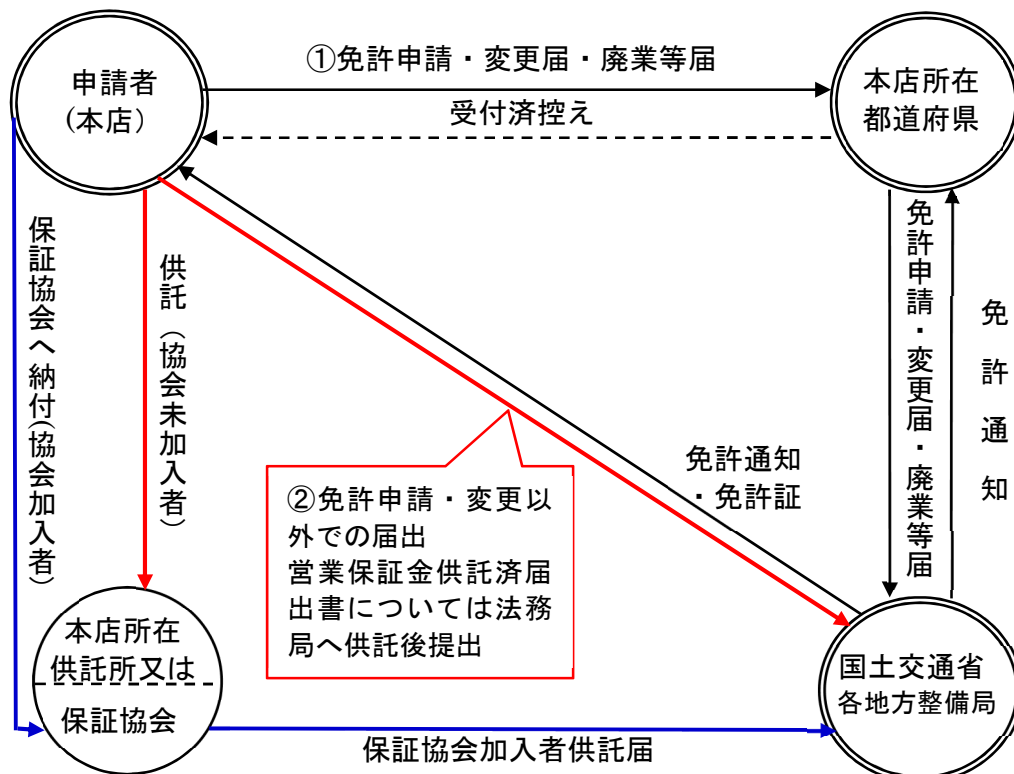 ①免許申請・変更届・廃業等届
申請者
(本店)
本店所在
都道府県
受付済控え
保証協会へ納付(協会加入者)
供託(協会未加入者)
免許申請・変更届・廃業等届
免許通知
免許通知
・免許証
②免許申請・変更以
外での届出
営業保証金供託済届
出書については法務
局へ供託後提出
本店所在
供託所又は
保証協会
国土交通省
各地方整備局
保証協会加入者供託届